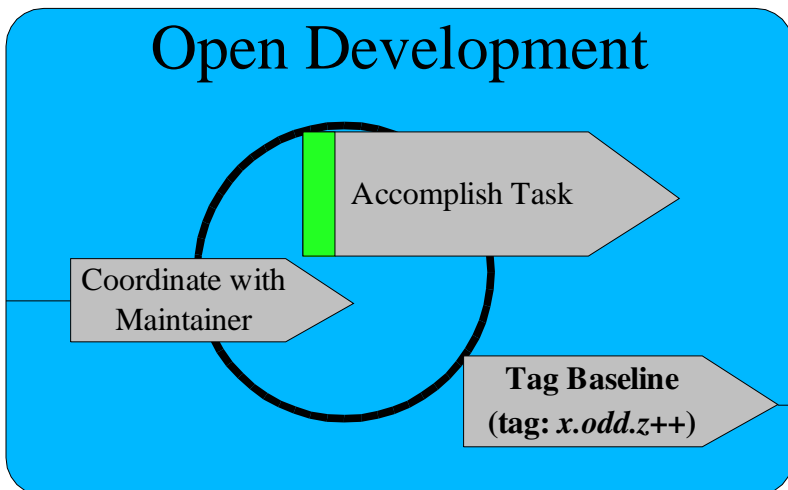 Open Development
Accomplish Task
Coordinate with
Maintainer
Tag Baseline
(tag: x.odd.z++)